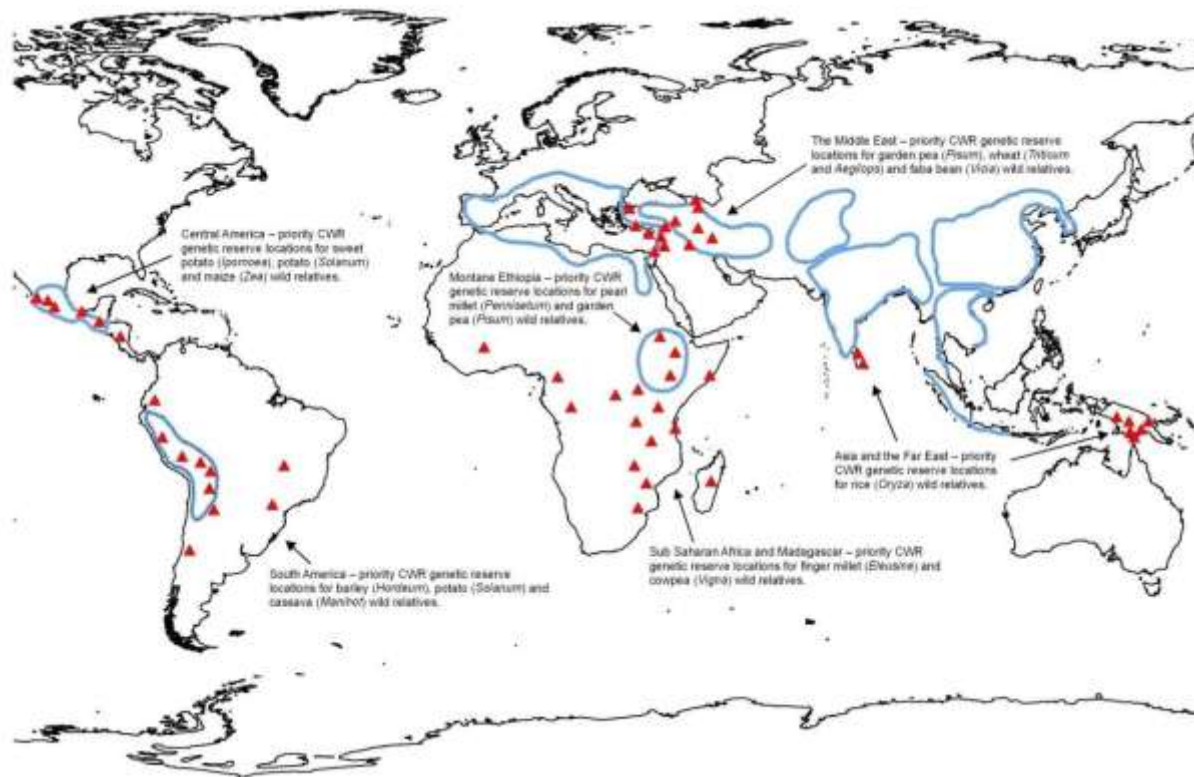 The Middle East – priority CWR genetic reserve
locations for garden pea (Pisum), wheat (Triticum
and Aegilops) and faba bean (Vicia) wild relatives.
Central America – priority CWR
genetic reserve locations for sweet
potato (Ipomoea), potato (Solanum)
and maize (Zea) wild relatives.
Montane Ethiopia – priority CWR
genetic reserve locations for pearl
millet (Pennisetum) and garden
pea (Pisum) wild relatives.
Asia and the Far East – priority
CWR genetic reserve locations
for rice (Oryza) wild relatives.
Sub Saharan Africa and Madagascar – priority CWR
genetic reserve locations for finger millet (Eleusine) and
cowpea (Vigna) wild relatives.
South America – priority CWR genetic reserve
locations for barley (Hordeum), potato (Solanum) and
cassava (Manihot) wild relatives.